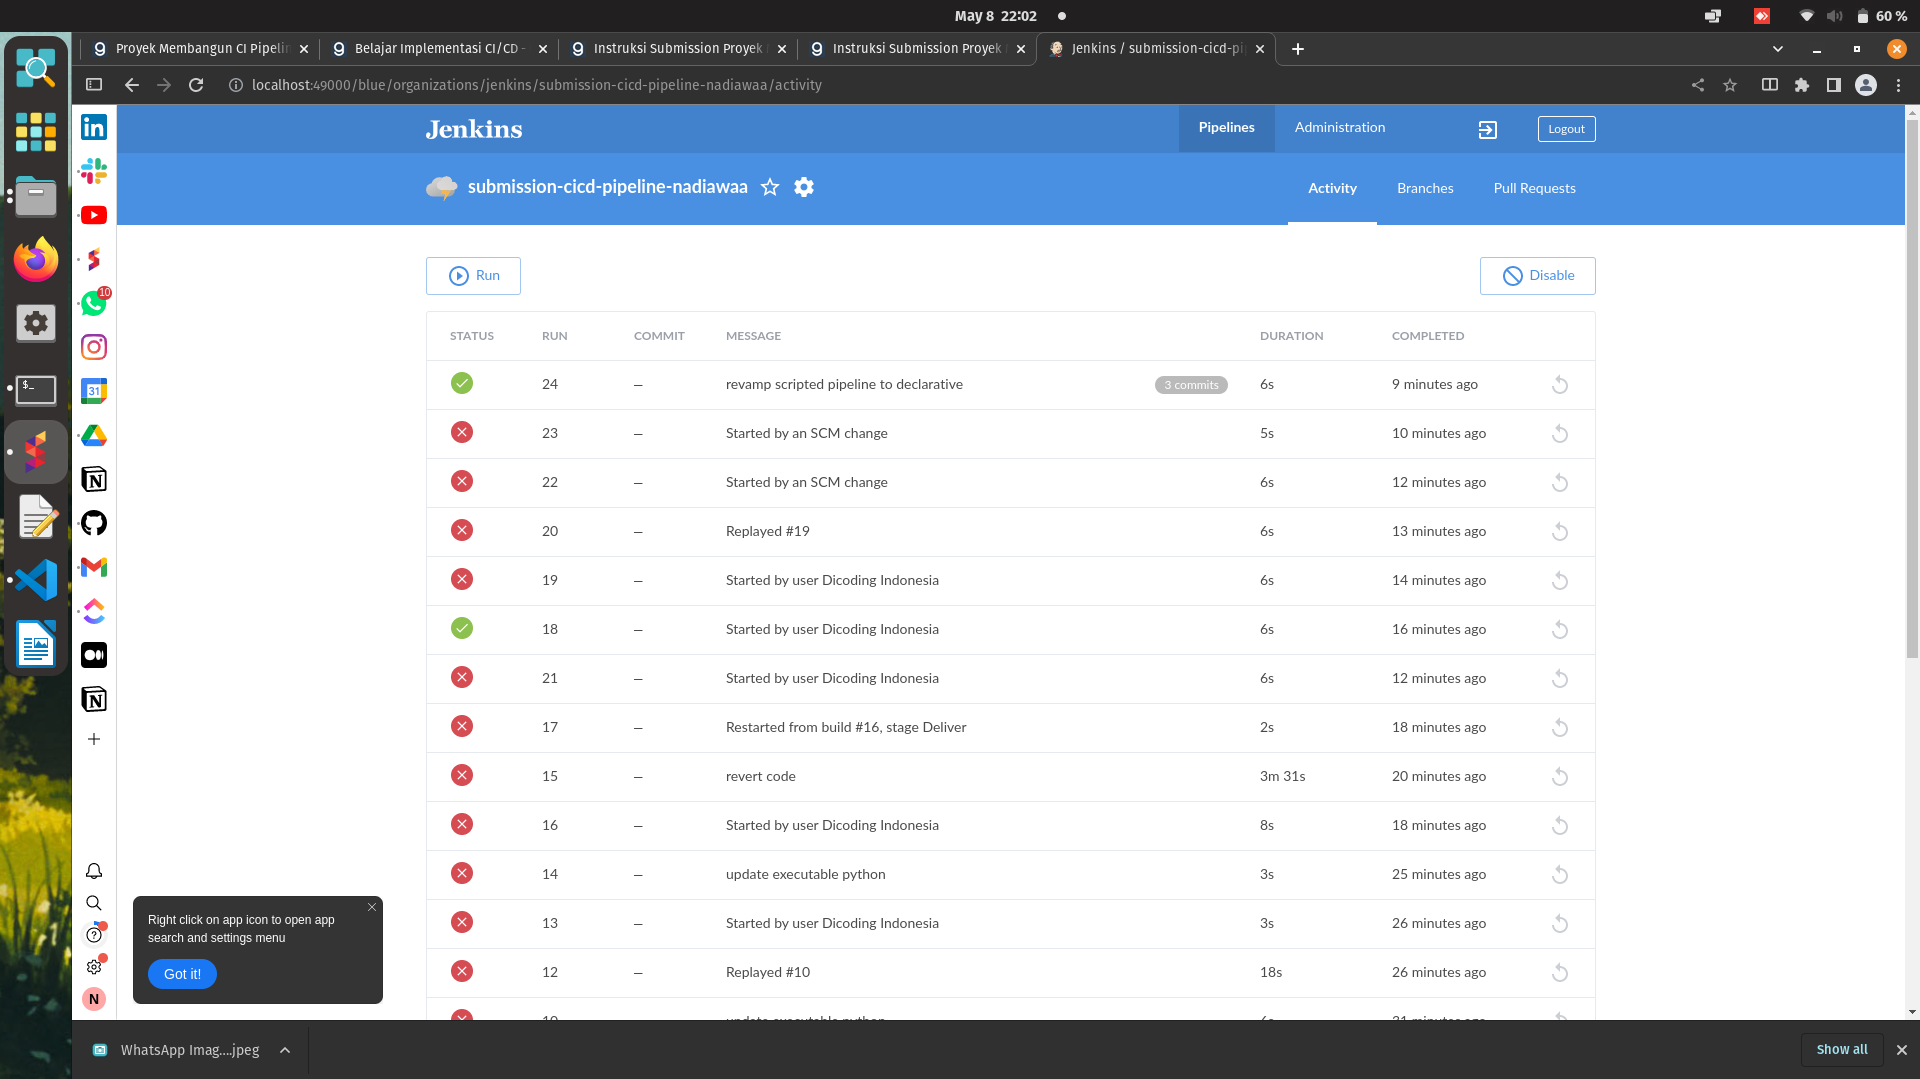 May 8 22:02
60 %
Proyek Membangun CI Pipelin
Belajar Implementasi CI/CD -
Instruksi Submission Proyek
Instruksi Submission Proyek
Jenkins / submission-cicd-pi
localhost:49000/blue/organizations/jenkins/submission-cicd-pipeline-nadiawaa/activity
Jenkins
Pipelines
Administration
Logout
submission-cicd-pipeline-nadiawaa
Activity
Branches
Pull Requests
Run
Disable
STATUS RUN COMMIT MESSAGE DURATION COMPLETED
24 — revamp scripted pipeline to declarative 3 commits 6s 9 minutes ago
23 — Started by an SCM change 5s 10 minutes ago
22 — Started by an SCM change 6s 12 minutes ago
20 — Replayed #19 6s 13 minutes ago
19 — Started by user Dicoding Indonesia 6s 14 minutes ago
18 — Started by user Dicoding Indonesia 6s 16 minutes ago
21 — Started by user Dicoding Indonesia 6s 12 minutes ago
17 — Restarted from build #16, stage Deliver 2s 18 minutes ago
15 — revert code 3m 31s 20 minutes ago
16 — Started by user Dicoding Indonesia 8s 18 minutes ago
14 — update executable python 3s 25 minutes ago
13 — Started by user Dicoding Indonesia 3s 26 minutes ago
12 — Replayed #10 18s 26 minutes ago
10
31
Right click on app icon to open app
search and settings menu
Got it!
N
WhatsApp Imag....jpeg
Show all